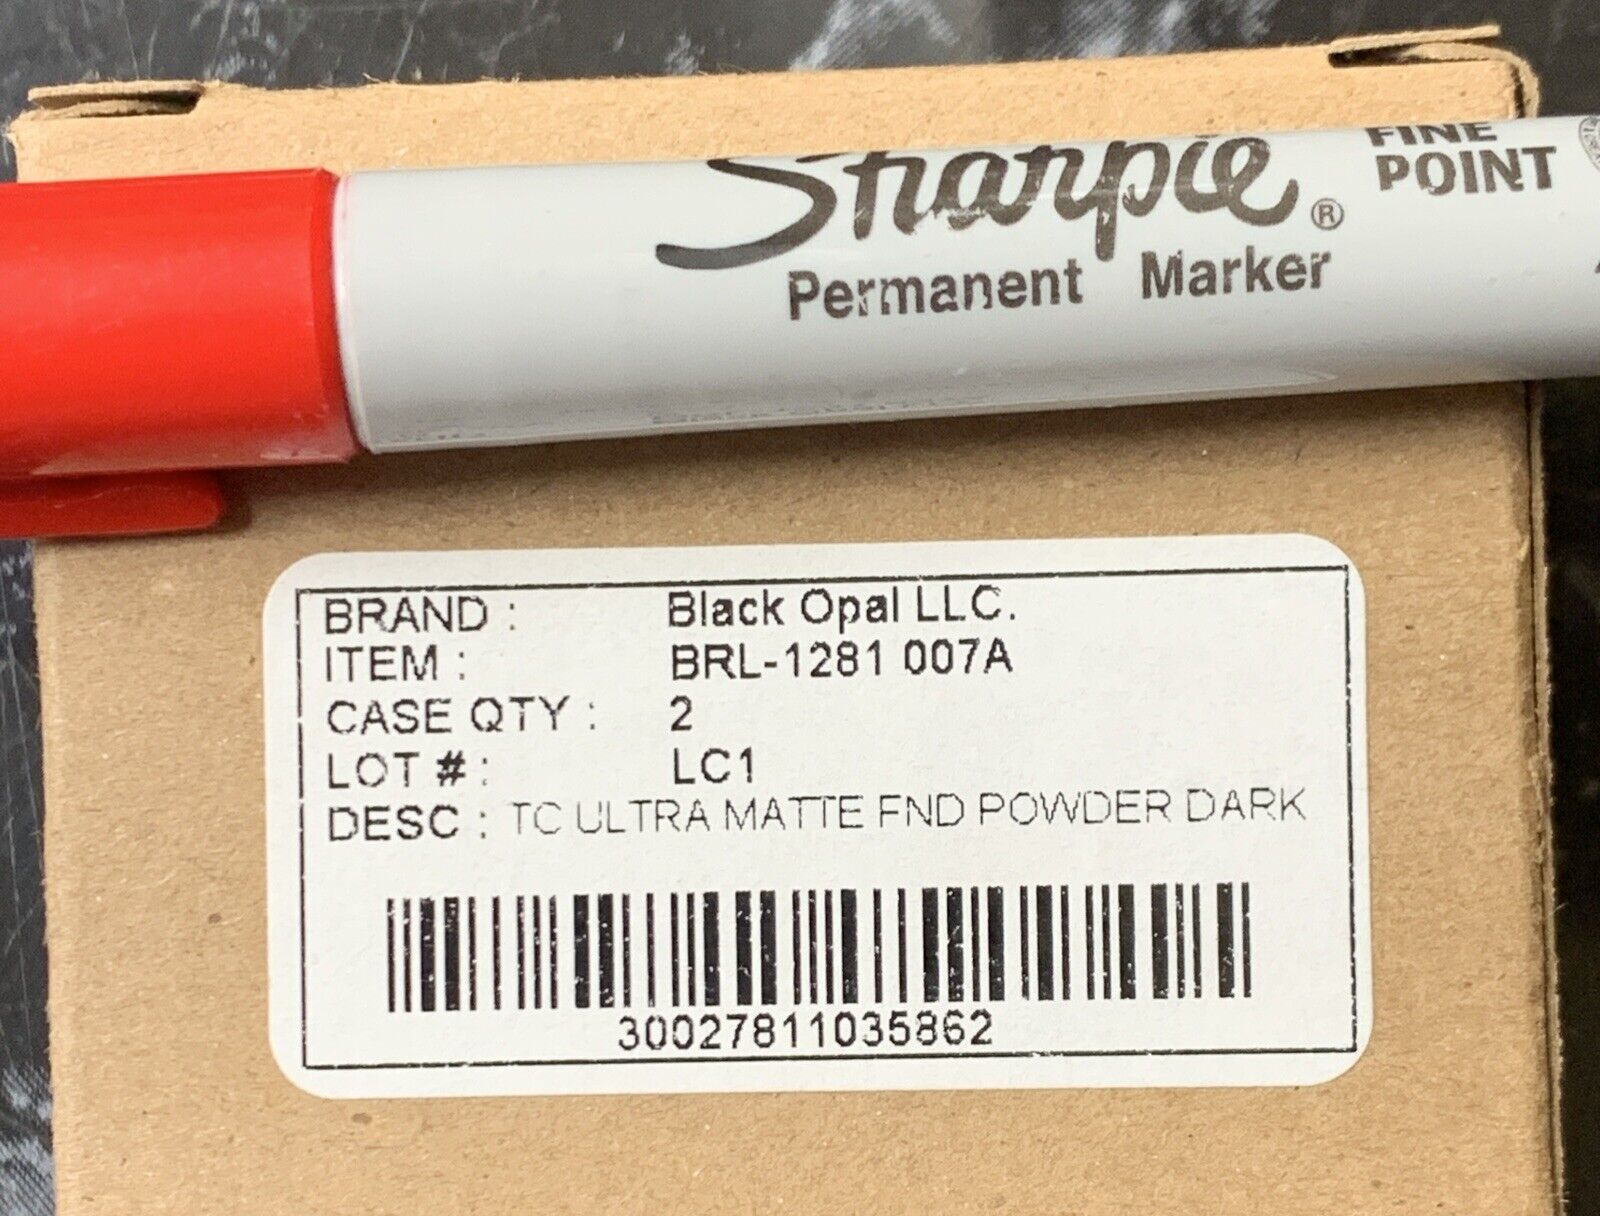 Sharpie®
FINE
POINT
Permanent Marker
BRAND : Black Opal LLC.
ITEM : BRL-1281 007A
CASE QTY : 2
LOT # : LC1
DESC : TC ULTRA MATTE FND POWDER DARK
30027811035862